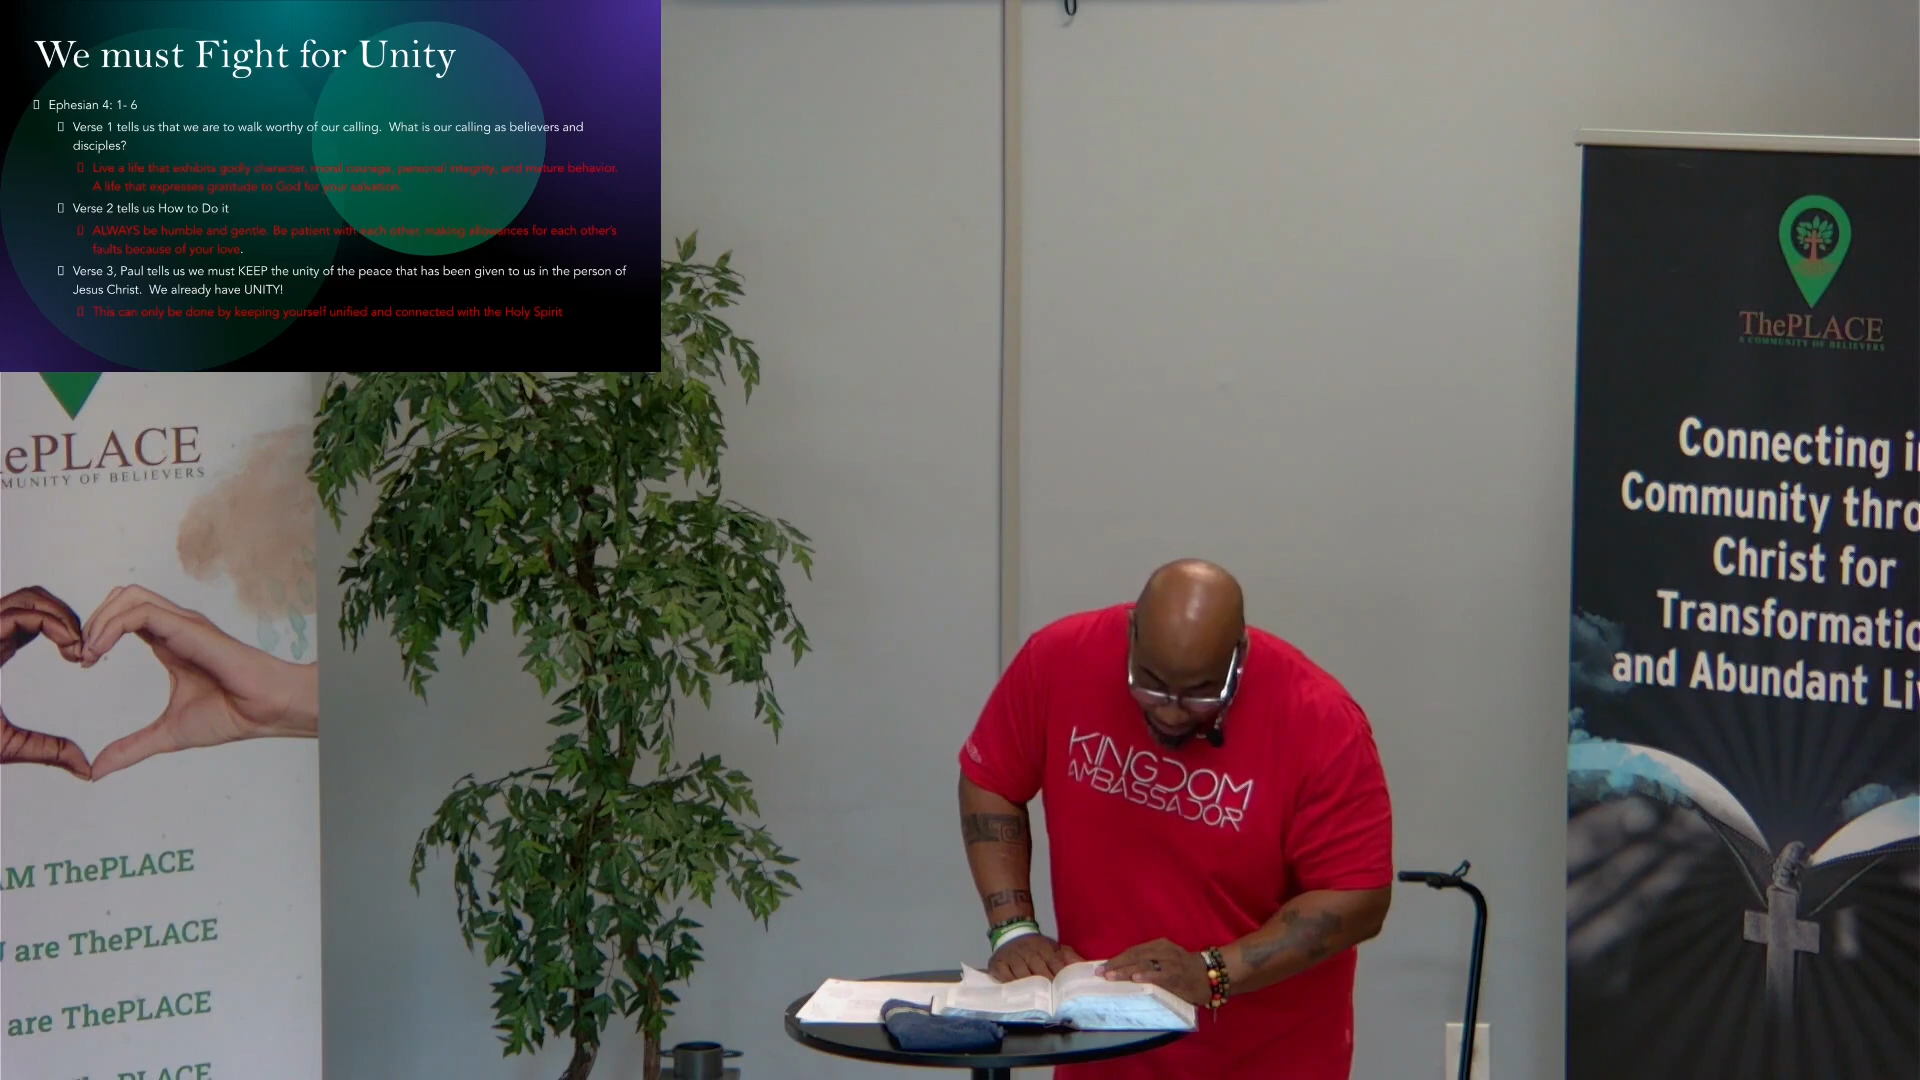 We must Fight for Unity
Ephesian 4: 1- 6
Verse 1 tells us that we are to walk worthy of our calling.  What is our calling as believers and
disciples?
Live a life that exhibits godly character, moral courage, personal integrity, and mature behavior.
A life that expresses gratitude to God for your salvation.
Verse 2 tells us How to Do it
ALWAYS be humble and gentle. Be patient with each other, making allowances for each other's
faults because of your love.
Verse 3, Paul tells us we must KEEP the unity of the peace that has been given to us in the person of
Jesus Christ.  We already have UNITY!
This can only be done by keeping yourself unified and connected with the Holy Spirit
ePLACE
MUNITY OF BELIEVERS
AM ThePLACE
are ThePLACE
are ThePLACE
PLACE
KINGDOM
AMBASSADOR
ThePLACE
A COMMUNITY OF BELIEVERS
Connecting i
Community thro
Christ for
Transformatio
and Abundant Liv